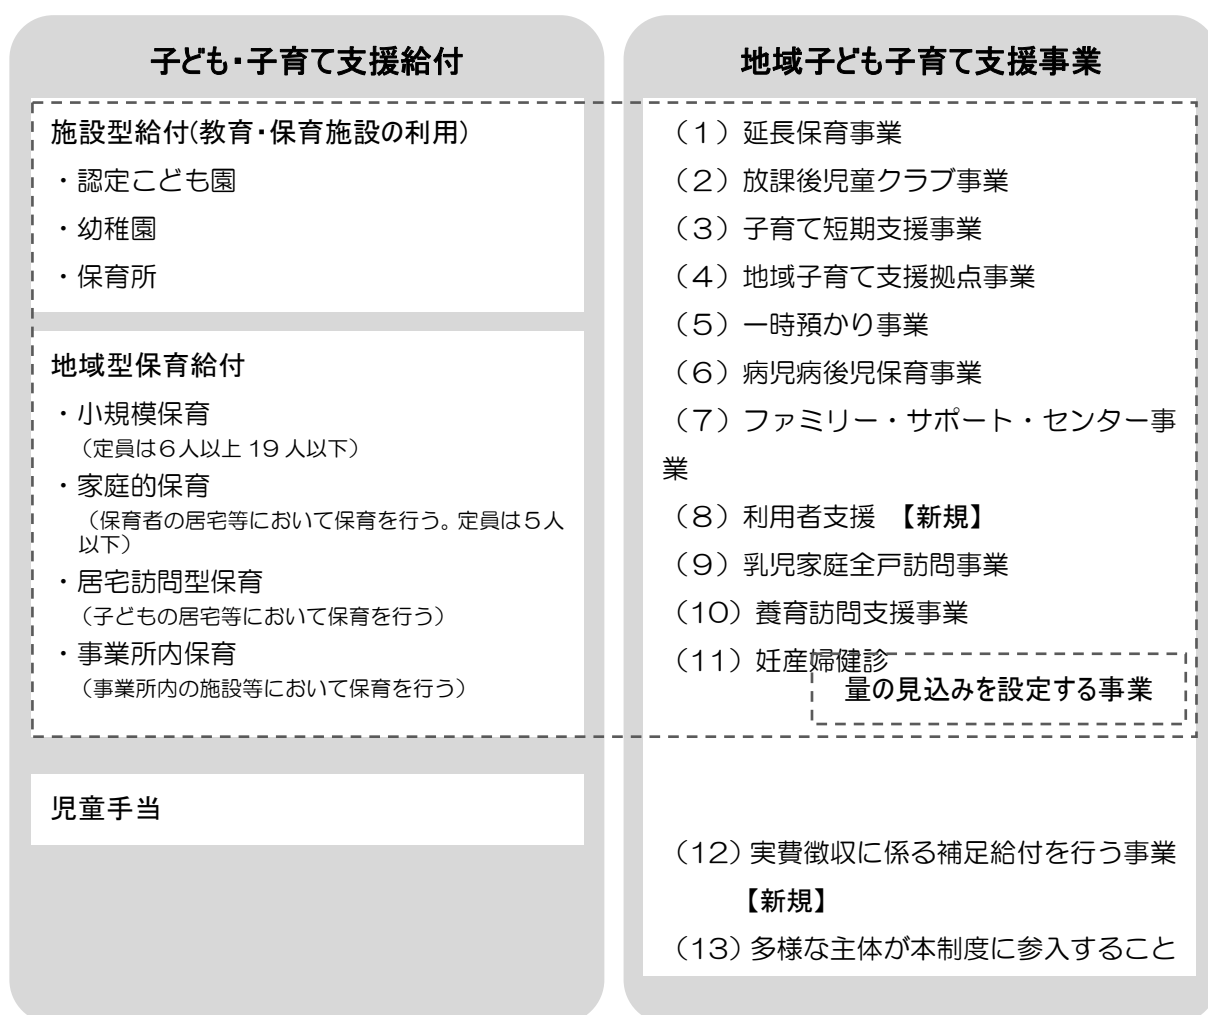 子ども・子育て支援給付
施設型給付(教育・保育施設の利用)
・認定こども園
・幼稚園
・保育所
地域型保育給付
・小規模保育
（定員は６人以上 19 人以下）
・家庭的保育
（保育者の居宅等において保育を行う。定員は５人
以下）
・居宅訪問型保育
（子どもの居宅等において保育を行う）
・事業所内保育
（事業所内の施設等において保育を行う）
児童手当
地域子ども子育て支援事業
（１）延長保育事業
（２）放課後児童クラブ事業
（３）子育て短期支援事業
（４）地域子育て支援拠点事業
（５）一時預かり事業
（６）病児病後児保育事業
（７）ファミリー・サポート・センター事
業
（８）利用者支援 【新規】
（９）乳児家庭全戸訪問事業
（10）養育訪問支援事業
（11）妊産婦健診
量の見込みを設定する事業
（12）実費徴収に係る補足給付を行う事業
【新規】
（13）多様な主体が本制度に参入すること